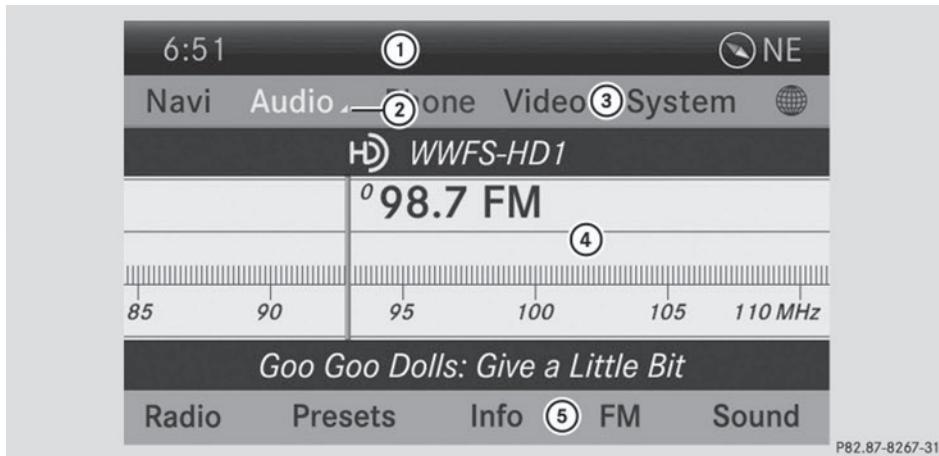 6:51 1 NE
Navi Audio 2 Phone Video 3 System
HD WWFS-HD1
0 98.7 FM
4
85 90 95 100 105 110 MHz
Goo Goo Dolls: Give a Little Bit
Radio Presets Info 5 FM Sound
P82.87-8267-31